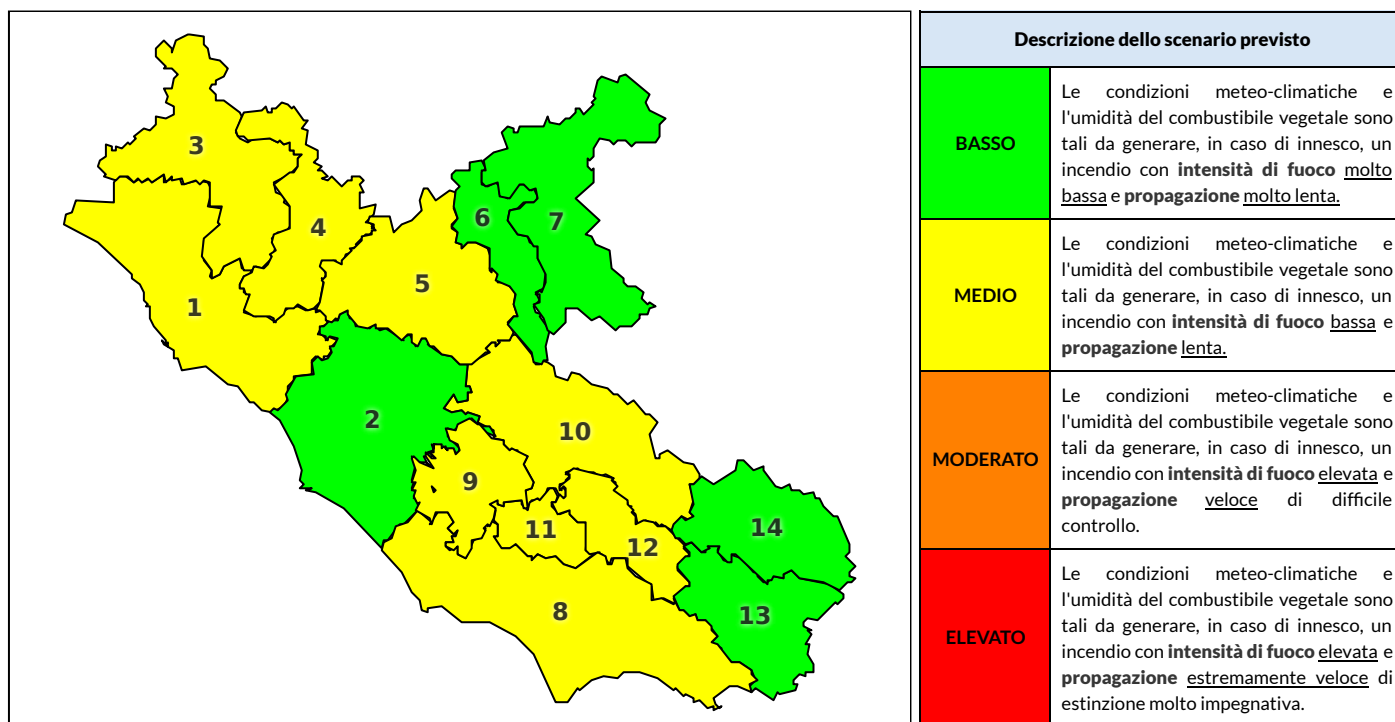 3
4
6
7
5
1
2
10
9
11
12
14
8
13
Descrizione dello scenario previsto
BASSO
Le condizioni meteo-climatiche e
l'umidità del combustibile vegetale sono
tali da generare, in caso di innesco, un
incendio con intensità di fuoco molto
bassa e propagazione molto lenta.
MEDIO
Le condizioni meteo-climatiche e
l'umidità del combustibile vegetale sono
tali da generare, in caso di innesco, un
incendio con intensità di fuoco bassa e
propagazione lenta.
MODERATO
Le condizioni meteo-climatiche e
l'umidità del combustibile vegetale sono
tali da generare, in caso di innesco, un
incendio con intensità di fuoco elevata e
propagazione veloce di difficile
controllo.
ELEVATO
Le condizioni meteo-climatiche e
l'umidità del combustibile vegetale sono
tali da generare, in caso di innesco, un
incendio con intensità di fuoco elevata e
propagazione estremamente veloce di
estinzione molto impegnativa.